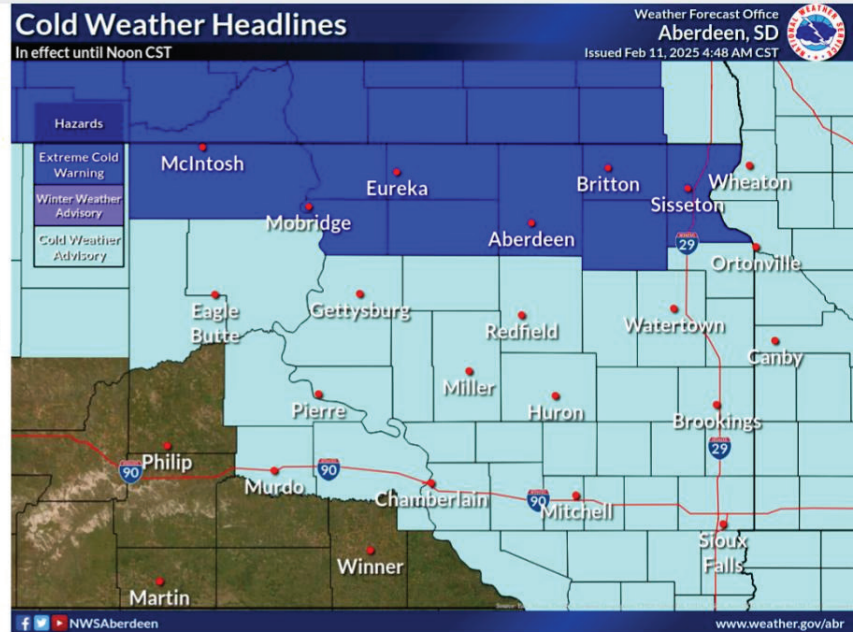 Cold Weather Headlines
In effect until Noon CST
Weather Forecast Office
Aberdeen, SD
Issued Feb 11, 2025 4:48 AM CST
NATIONAL WEATHER SERVICE
Hazards
Extreme Cold
Warning
Winter Weather
Advisory
Cold Weather
Advisory
McIntosh
Eureka
Britton
Wheaton
Sisseton
Mobridge
Aberdeen
29
Ortonville
Eagle
Butte
Gettysburg
Redfield
Watertown
Canby
Miller
Pierre
Huron
Brookings
Philip
90
Murdo
90
29
Chamberlain
90
Mitchell
Sioux
Falls
Winner
Martin
NWSAberdeen
www.weather.gov/abr